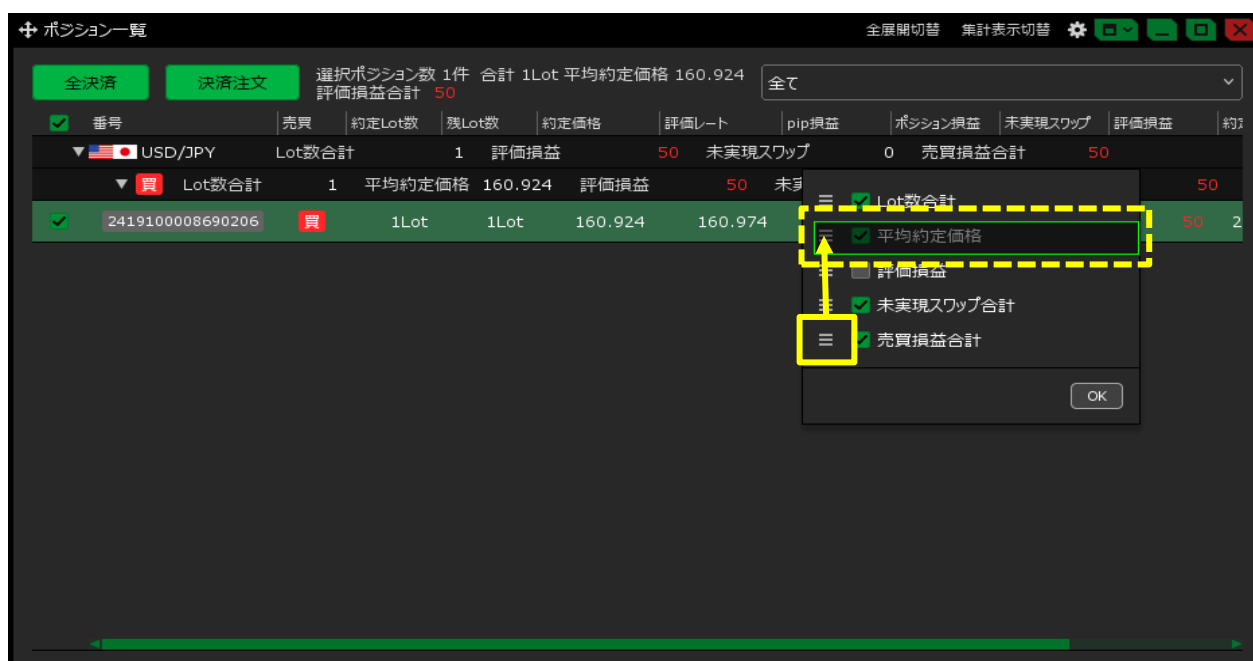 ポジション一覧 全展開切替 集計表示切替
全決済 決済注文 選択ポジション数 1件 合計 1Lot 平均約定価格 160.924
評価損益合計 50 全て
番号 売買 約定Lot数 残Lot数 約定価格 評価レート pip損益 ポジション損益 未実現スワップ 評価損益
USD/JPY Lot数合計 1 評価損益 50 未実現スワップ 0 売買損益合計 50
買 Lot数合計 1 平均約定価格 160.924 評価損益 50 50
2419100008690206 買 1Lot 1Lot 160.924 160.974 50 2
Lot数合計
平均約定価格
評価損益
未実現スワップ合計
売買損益合計
OK